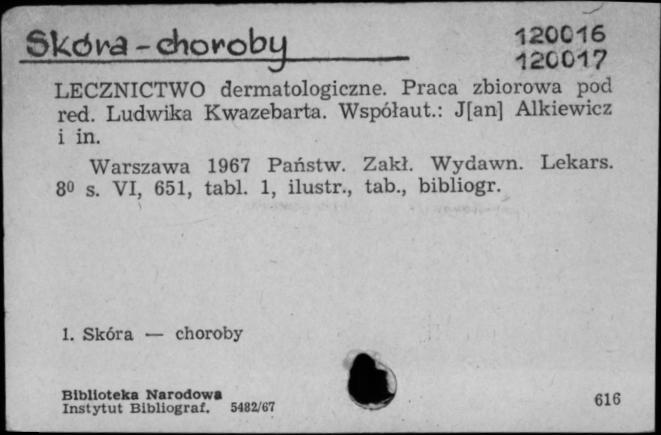 Skóra - choroby
120016
120017
LECZNICTWO dermatologiczne. Praca zbiorowa pod
red. Ludwika Kwazebarta. Współaut.: J[an] Alkiewicz
i in.
Warszawa 1967 Państw. Zakł. Wydawn. Lekars.
8⁰ s. VI, 651, tabl. 1, ilustr., tab., bibliogr.
1. Skóra — choroby
Biblioteka Narodowa
Instytut Bibliograf. 5482/67
616